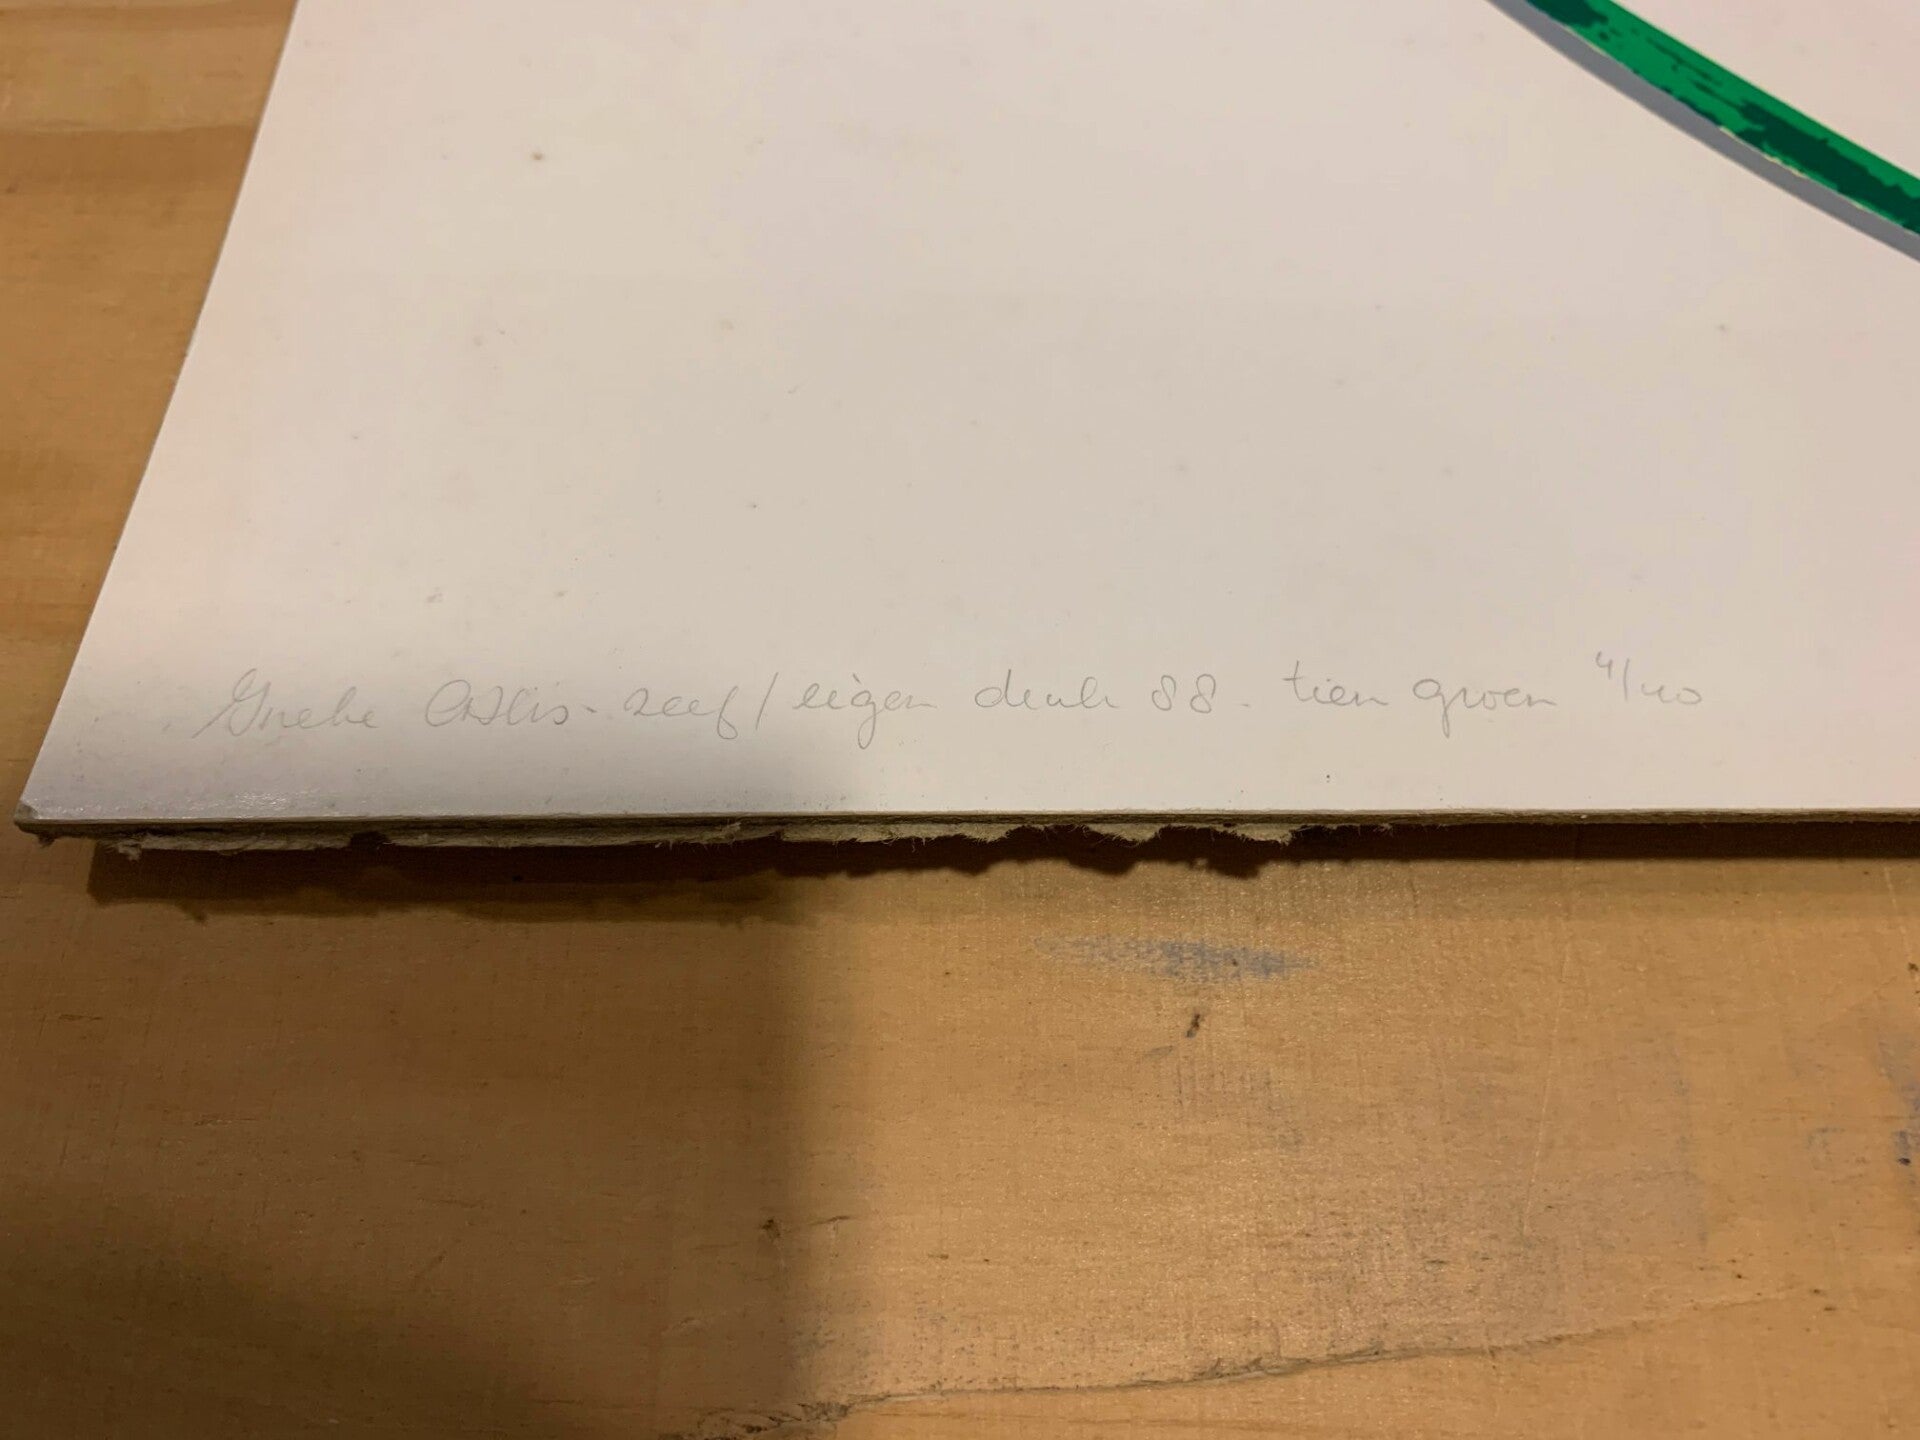 zeef/eigen druk 88 - tien groen 4/40